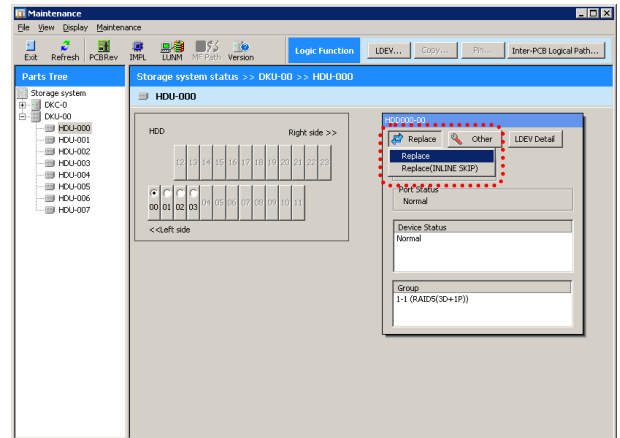 Maintenance
File View Display Maintenance
Exit Refresh PCBRev IMPL LUNM MF Path Version Logic Function LDEV... Copy... Pin... Inter-PCB Logical Path...
Parts Tree
Storage system status >> DKU-00 >> HDU-000
Storage system
DKC-0
DKU-00
HDU-000
HDU-001
HDU-002
HDU-003
HDU-004
HDU-005
HDU-006
HDU-007
HDU-000
HDD Right side >>
12 13 14 15 16 17 18 19 20 21 22 23
00 01 02 03 04 05 06 07 08 09 10 11
<<Left side
HDD000-00
Replace Other LDEV Detail
Replace
Replace(INLINE SKIP)
Port Status
Normal
Device Status
Normal
Group
1-1 (RAID5(3D+1P))